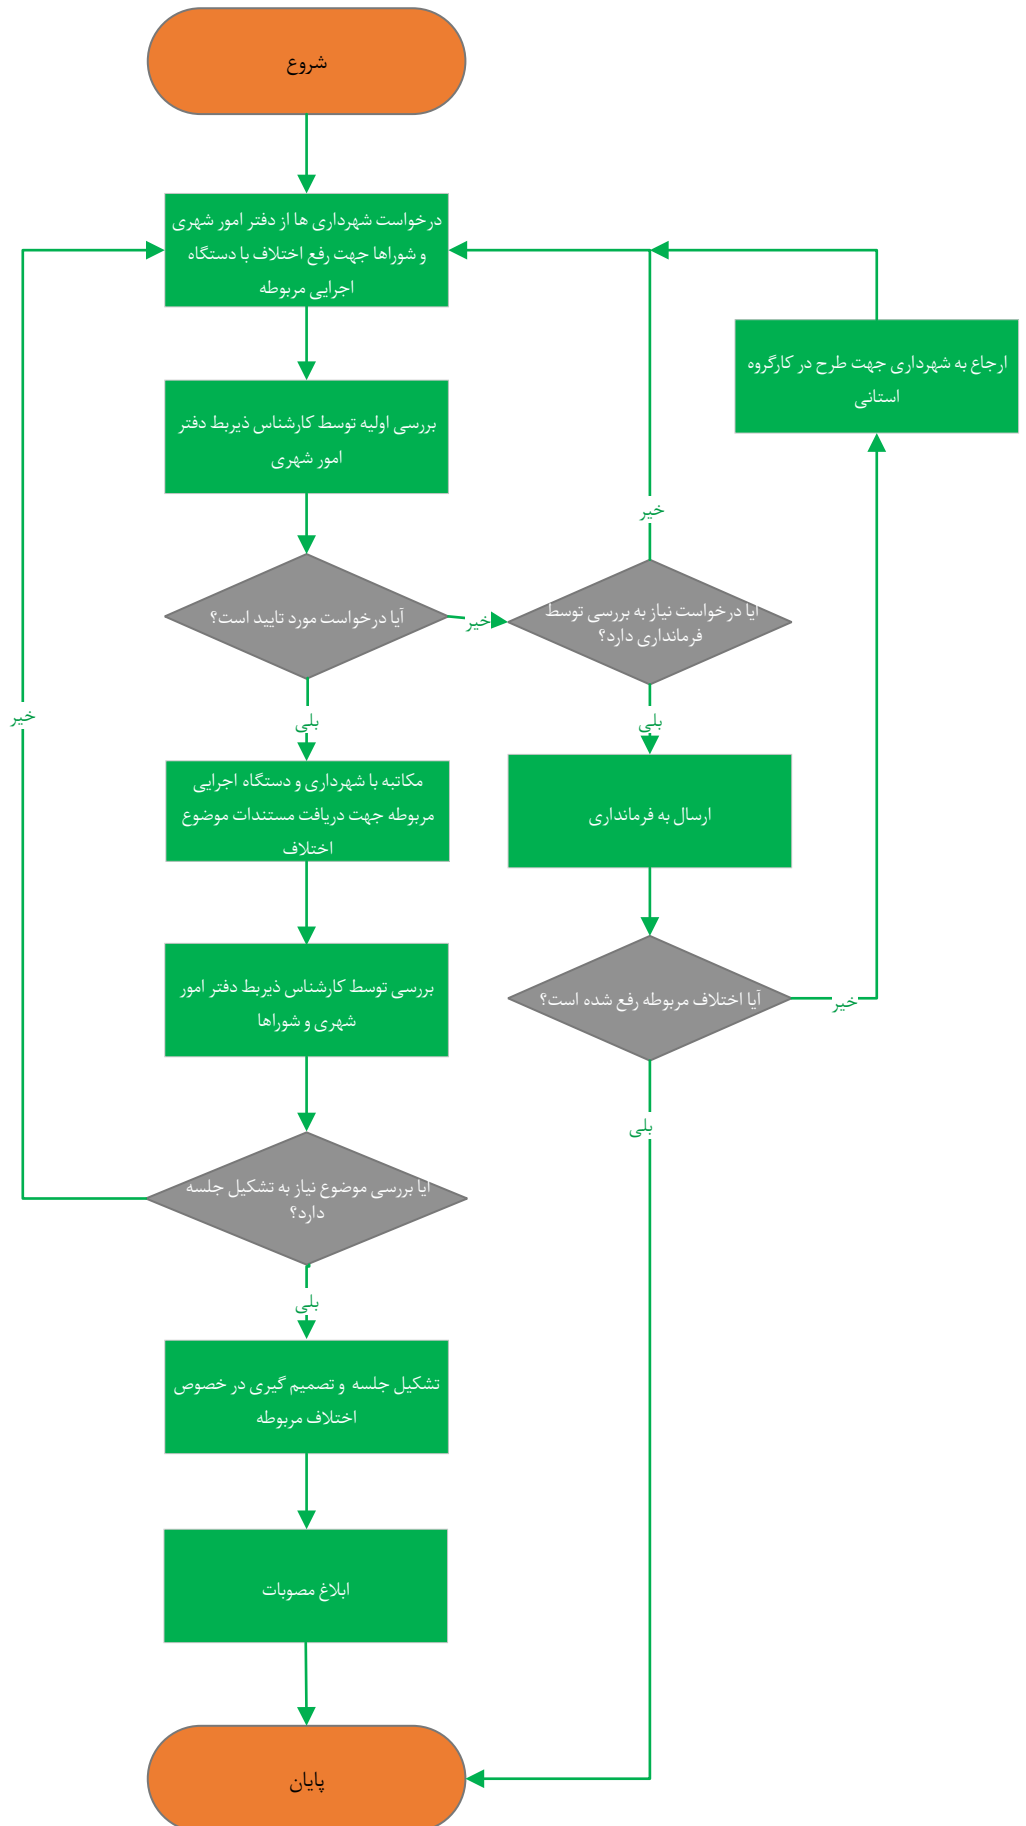 شروع
درخواست شهرداری ها از دفتر امور شهری
و شوراها جهت رفع اختلاف با دستگاه
اجرایی مربوطه
ارجاع به شهرداری جهت طرح در کارگروه
استانی
بررسی اولیه توسط کارشناس ذیربط دفتر
امور شهری
خیر
آیا درخواست مورد تایید است؟
خیر
آیا درخواست نیاز به بررسی توسط
فرمانداری دارد؟
خیر
بلی
بلی
مکاتبه با شهرداری و دستگاه اجرایی
مربوطه جهت دریافت مستندات موضوع
اختلاف
ارسال به فرمانداری
بررسی توسط کارشناس ذیربط دفتر امور
شهری و شوراها
آیا اختلاف مربوطه رفع شده است؟
خیر
بلی
آیا بررسی موضوع نیاز به تشکیل جلسه
دارد؟
بلی
تشکیل جلسه و تصمیم گیری در خصوص
اختلاف مربوطه
ابلاغ مصوبات
پایان